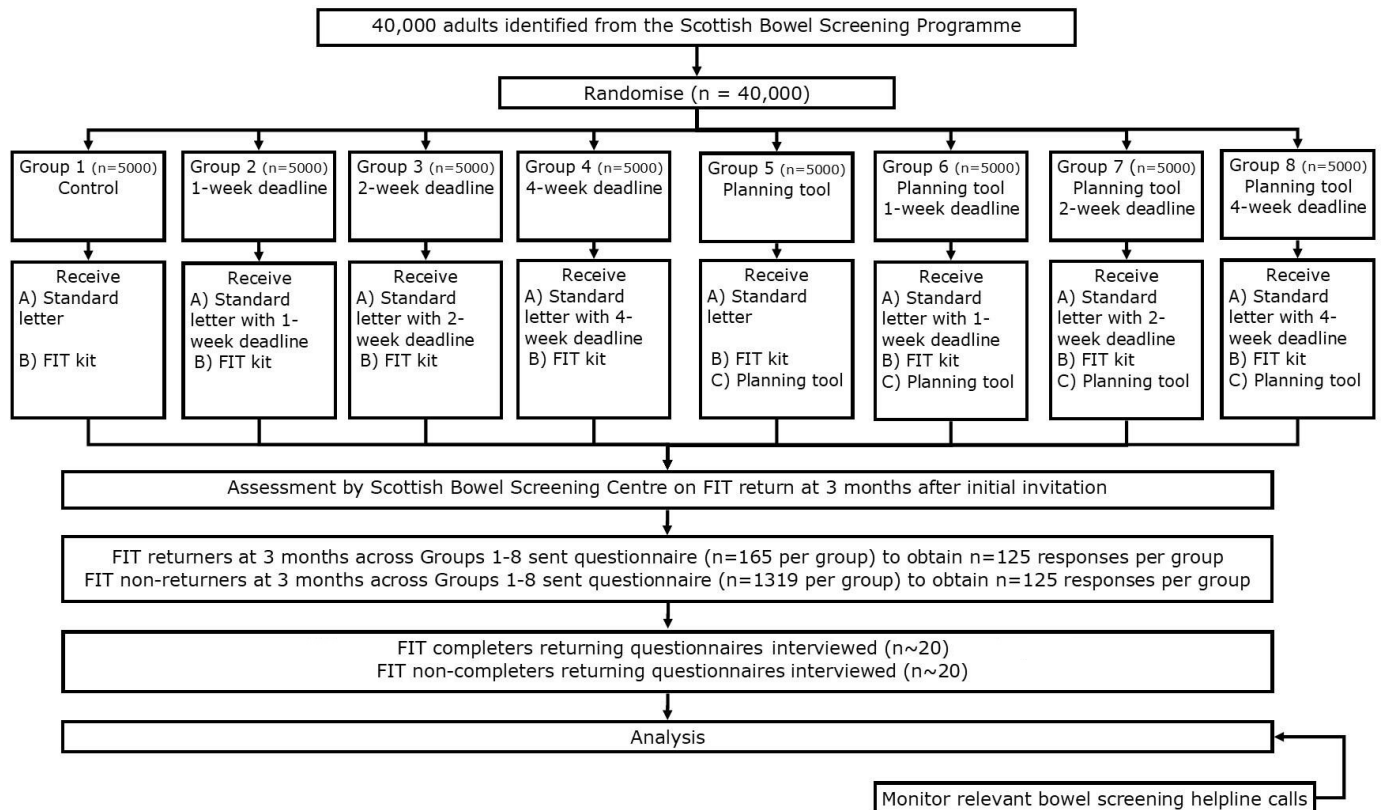 40,000 adults identified from the Scottish Bowel Screening Programme
Randomise (n = 40,000)
Group 1 (n=5000)
Control
Group 2 (n=5000)
1-week deadline
Group 3 (n=5000)
2-week deadline
Group 4 (n=5000)
4-week deadline
Group 5 (n=5000)
Planning tool
Group 6 (n=5000)
Planning tool
1-week deadline
Group 7 (n=5000)
Planning tool
2-week deadline
Group 8 (n=5000)
Planning tool
4-week deadline
Receive
A) Standard
letter
B) FIT kit
Receive
A) Standard
letter with 1-
week deadline
B) FIT kit
Receive
A) Standard
letter with 2-
week deadline
B) FIT kit
Receive
A) Standard
letter with 4-
week deadline
B) FIT kit
Receive
A) Standard
letter
B) FIT kit
C) Planning tool
Receive
A) Standard
letter with 1-
week deadline
B) FIT kit
C) Planning tool
Receive
A) Standard
letter with 2-
week deadline
B) FIT kit
C) Planning tool
Receive
A) Standard
letter with 4-
week deadline
B) FIT kit
C) Planning tool
Assessment by Scottish Bowel Screening Centre on FIT return at 3 months after initial invitation
FIT returners at 3 months across Groups 1-8 sent questionnaire (n=165 per group) to obtain n=125 responses per group
FIT non-returners at 3 months across Groups 1-8 sent questionnaire (n=1319 per group) to obtain n=125 responses per group
FIT completers returning questionnaires interviewed (n~20)
FIT non-completers returning questionnaires interviewed (n~20)
Analysis
Monitor relevant bowel screening helpline calls